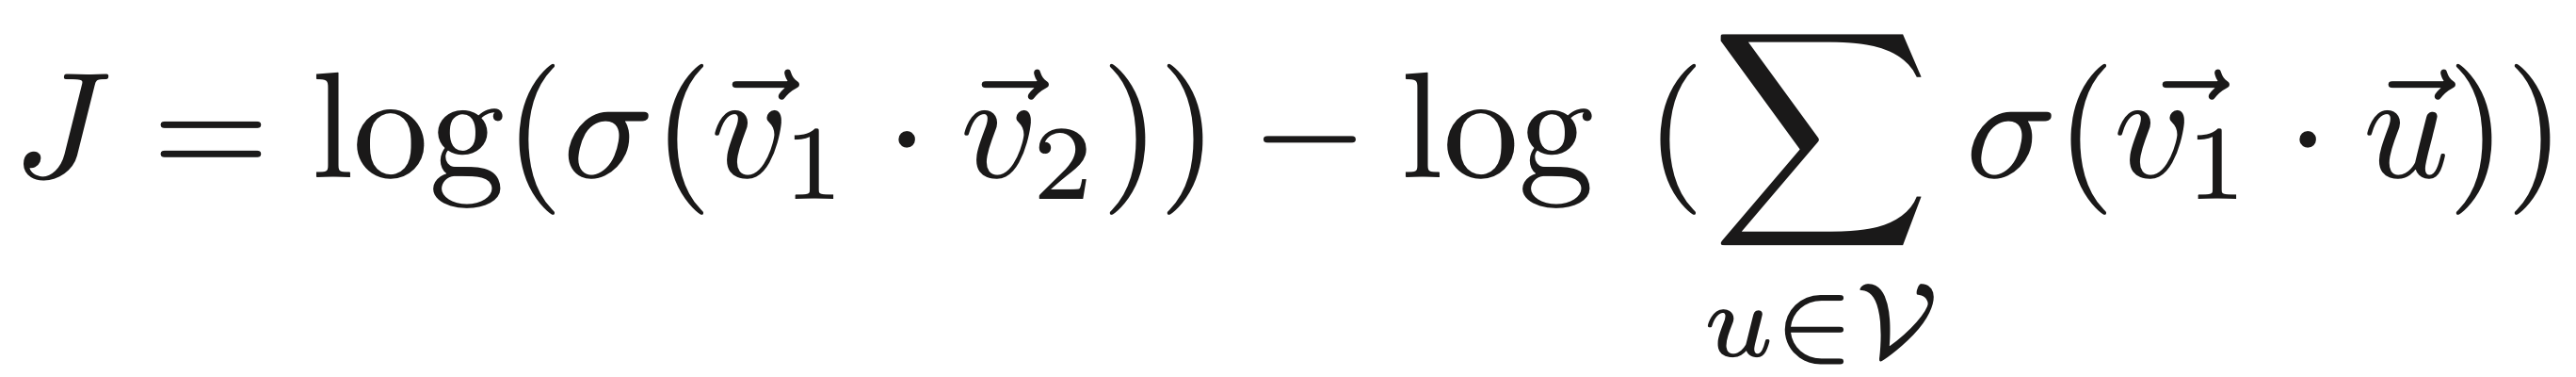 J = log(σ(v⃗₁ · v⃗₂)) − log (∑ σ(v⃗₁ · u⃗))
u∈𝒱